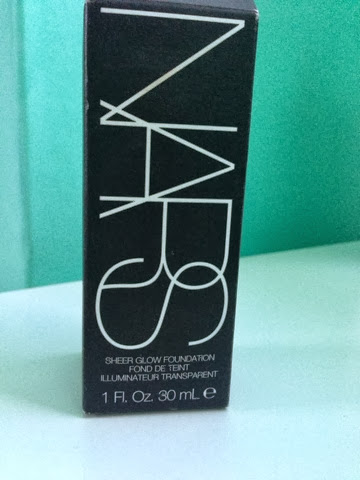 NARS
SHEER GLOW FOUNDATION
FOND DE TEINT
ILLUMINATEUR TRANSPARENT
1 Fl. Oz. 30 mL ℮